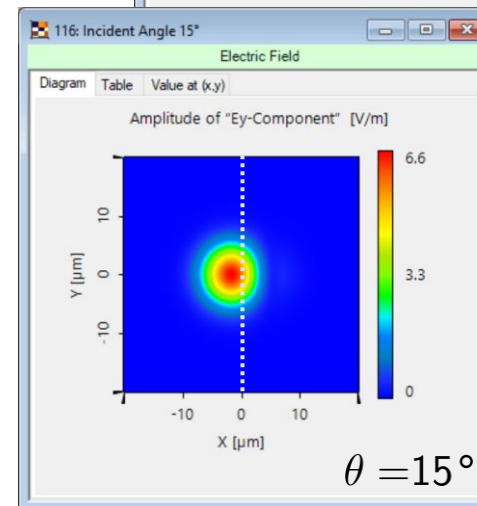 116: Incident Angle 15°
Electric Field
Diagram Table Value at (x,y)
Amplitude of "Ey-Component" [V/m]
6.6
3.3
0
Y [µm]
10
0
-10
-10 0 10
X [µm]
θ =15°